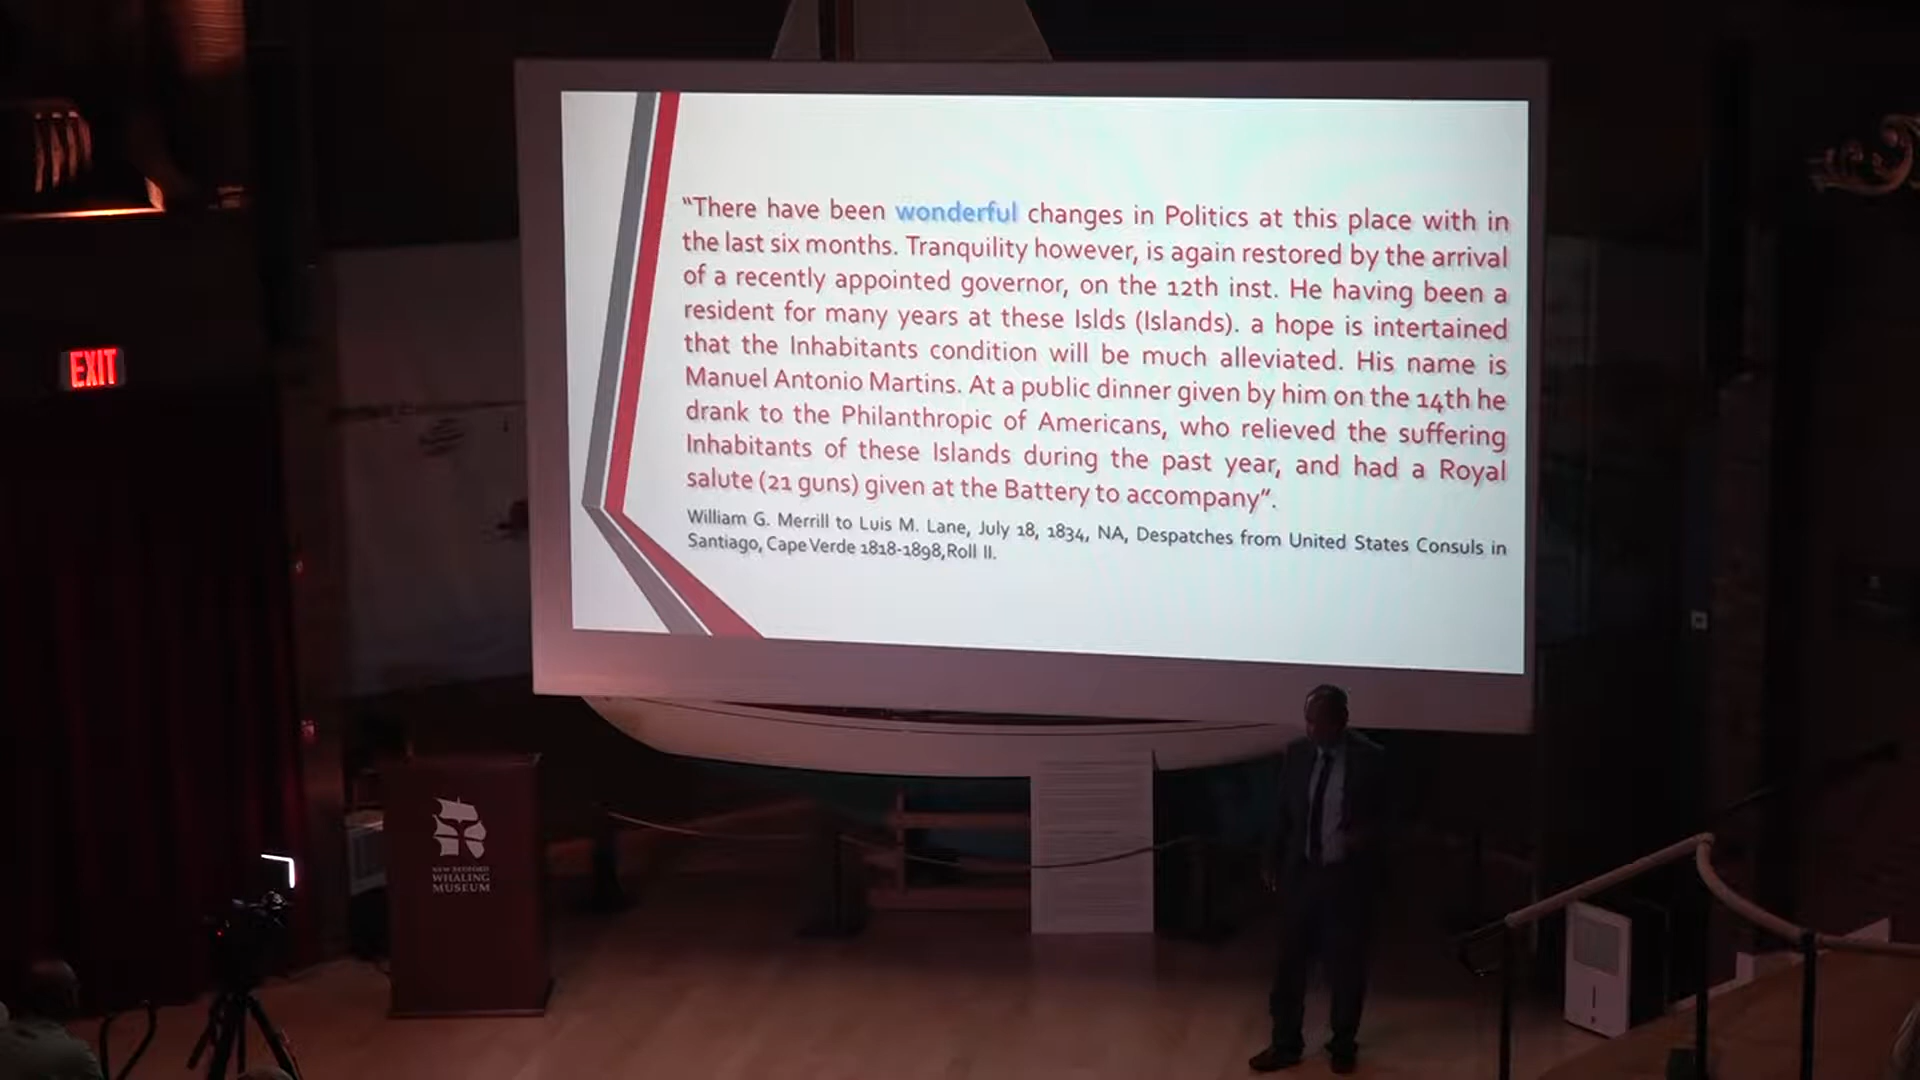 “There have been wonderful changes in Politics at this place with in
the last six months. Tranquility however, is again restored by the arrival
of a recently appointed governor, on the 12th inst. He having been a
resident for many years at these Islds (Islands). a hope is intertained
that the Inhabitants condition will be much alleviated. His name is
Manuel Antonio Martins. At a public dinner given by him on the 14th he
drank to the Philanthropic of Americans, who relieved the suffering
Inhabitants of these Islands during the past year, and had a Royal
salute (21 guns) given at the Battery to accompany”.
William G. Merrill to Luis M. Lane, July 18, 1834, NA, Despatches from United States Consuls in
Santiago, Cape Verde 1818-1898,Roll II.
EXIT
NEW BEDFORD
WHALING
MUSEUM